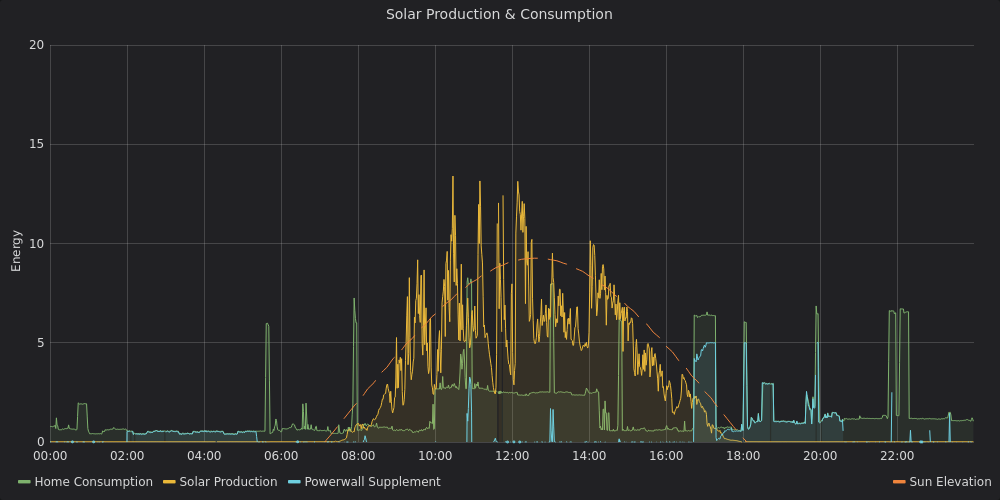 Solar Production & Consumption
20
15
10
5
0
Energy
00:00 02:00 04:00 06:00 08:00 10:00 12:00 14:00 16:00 18:00 20:00 22:00
Home Consumption Solar Production Powerwall Supplement Sun Elevation